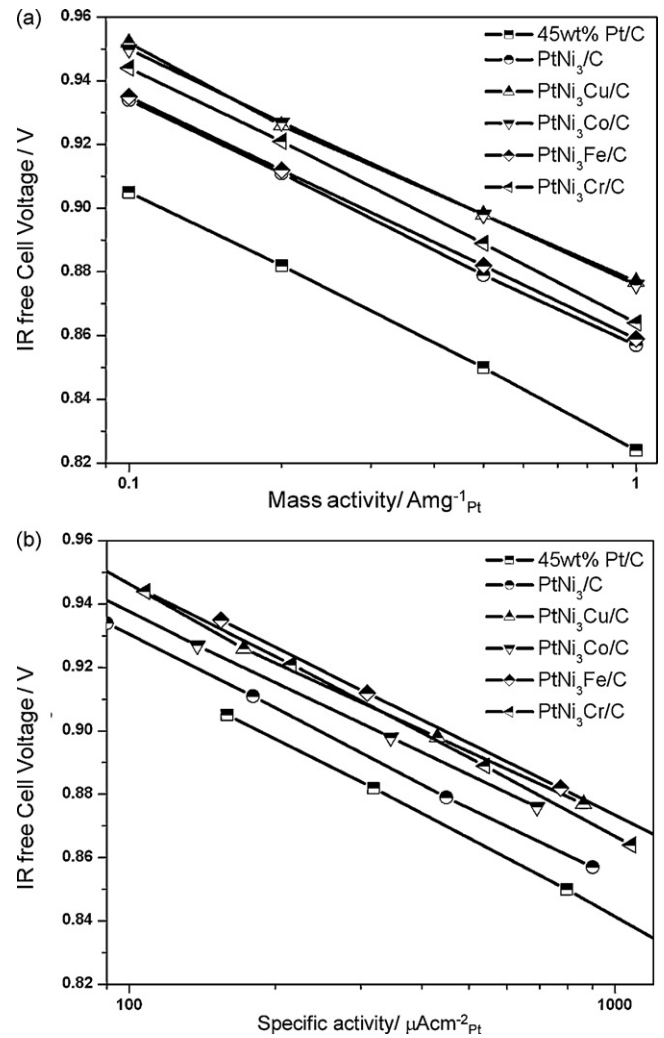 (a)
0.96
0.94
0.92
0.90
0.88
0.86
0.84
0.82
IR free Cell Voltage / V
45wt% Pt/C
PtNi₃/C
PtNi₃Cu/C
PtNi₃Co/C
PtNi₃Fe/C
PtNi₃Cr/C
0.1
1
Mass activity/ Amg⁻¹Pt
(b)
0.96
0.94
0.92
0.90
0.88
0.86
0.84
0.82
IR free Cell Voltage / V
45wt% Pt/C
PtNi₃/C
PtNi₃Cu/C
PtNi₃Co/C
PtNi₃Fe/C
PtNi₃Cr/C
100
1000
Specific activity/ μAcm⁻²Pt